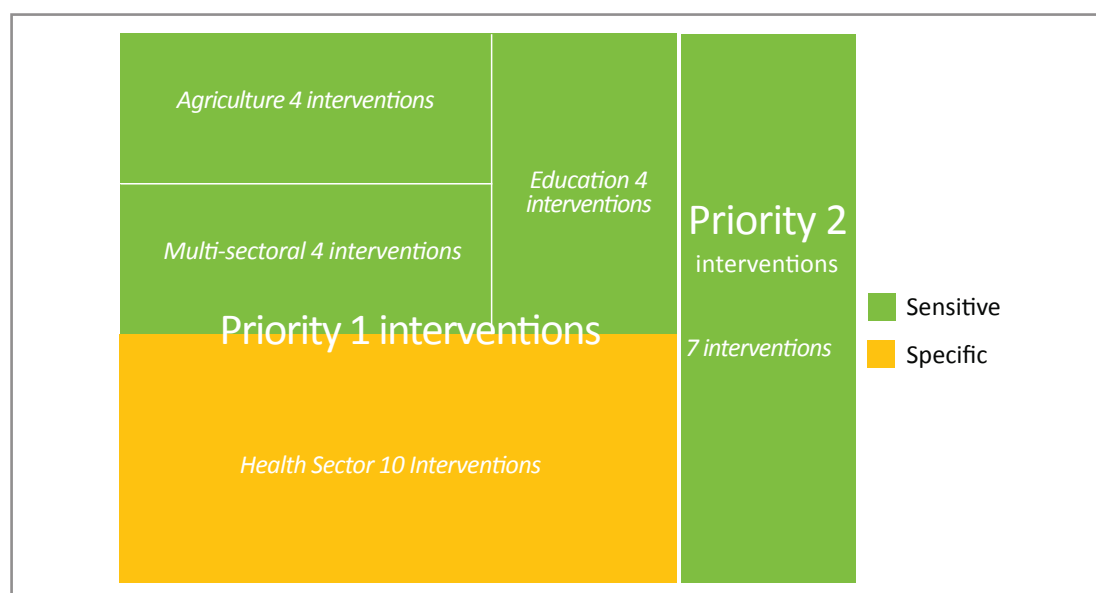 Agriculture 4 interventions
Education 4
interventions
Multi-sectoral 4 interventions
Priority 1 interventions
Health Sector 10 Interventions
Priority 2
interventions
7 interventions
Sensitive
Specific